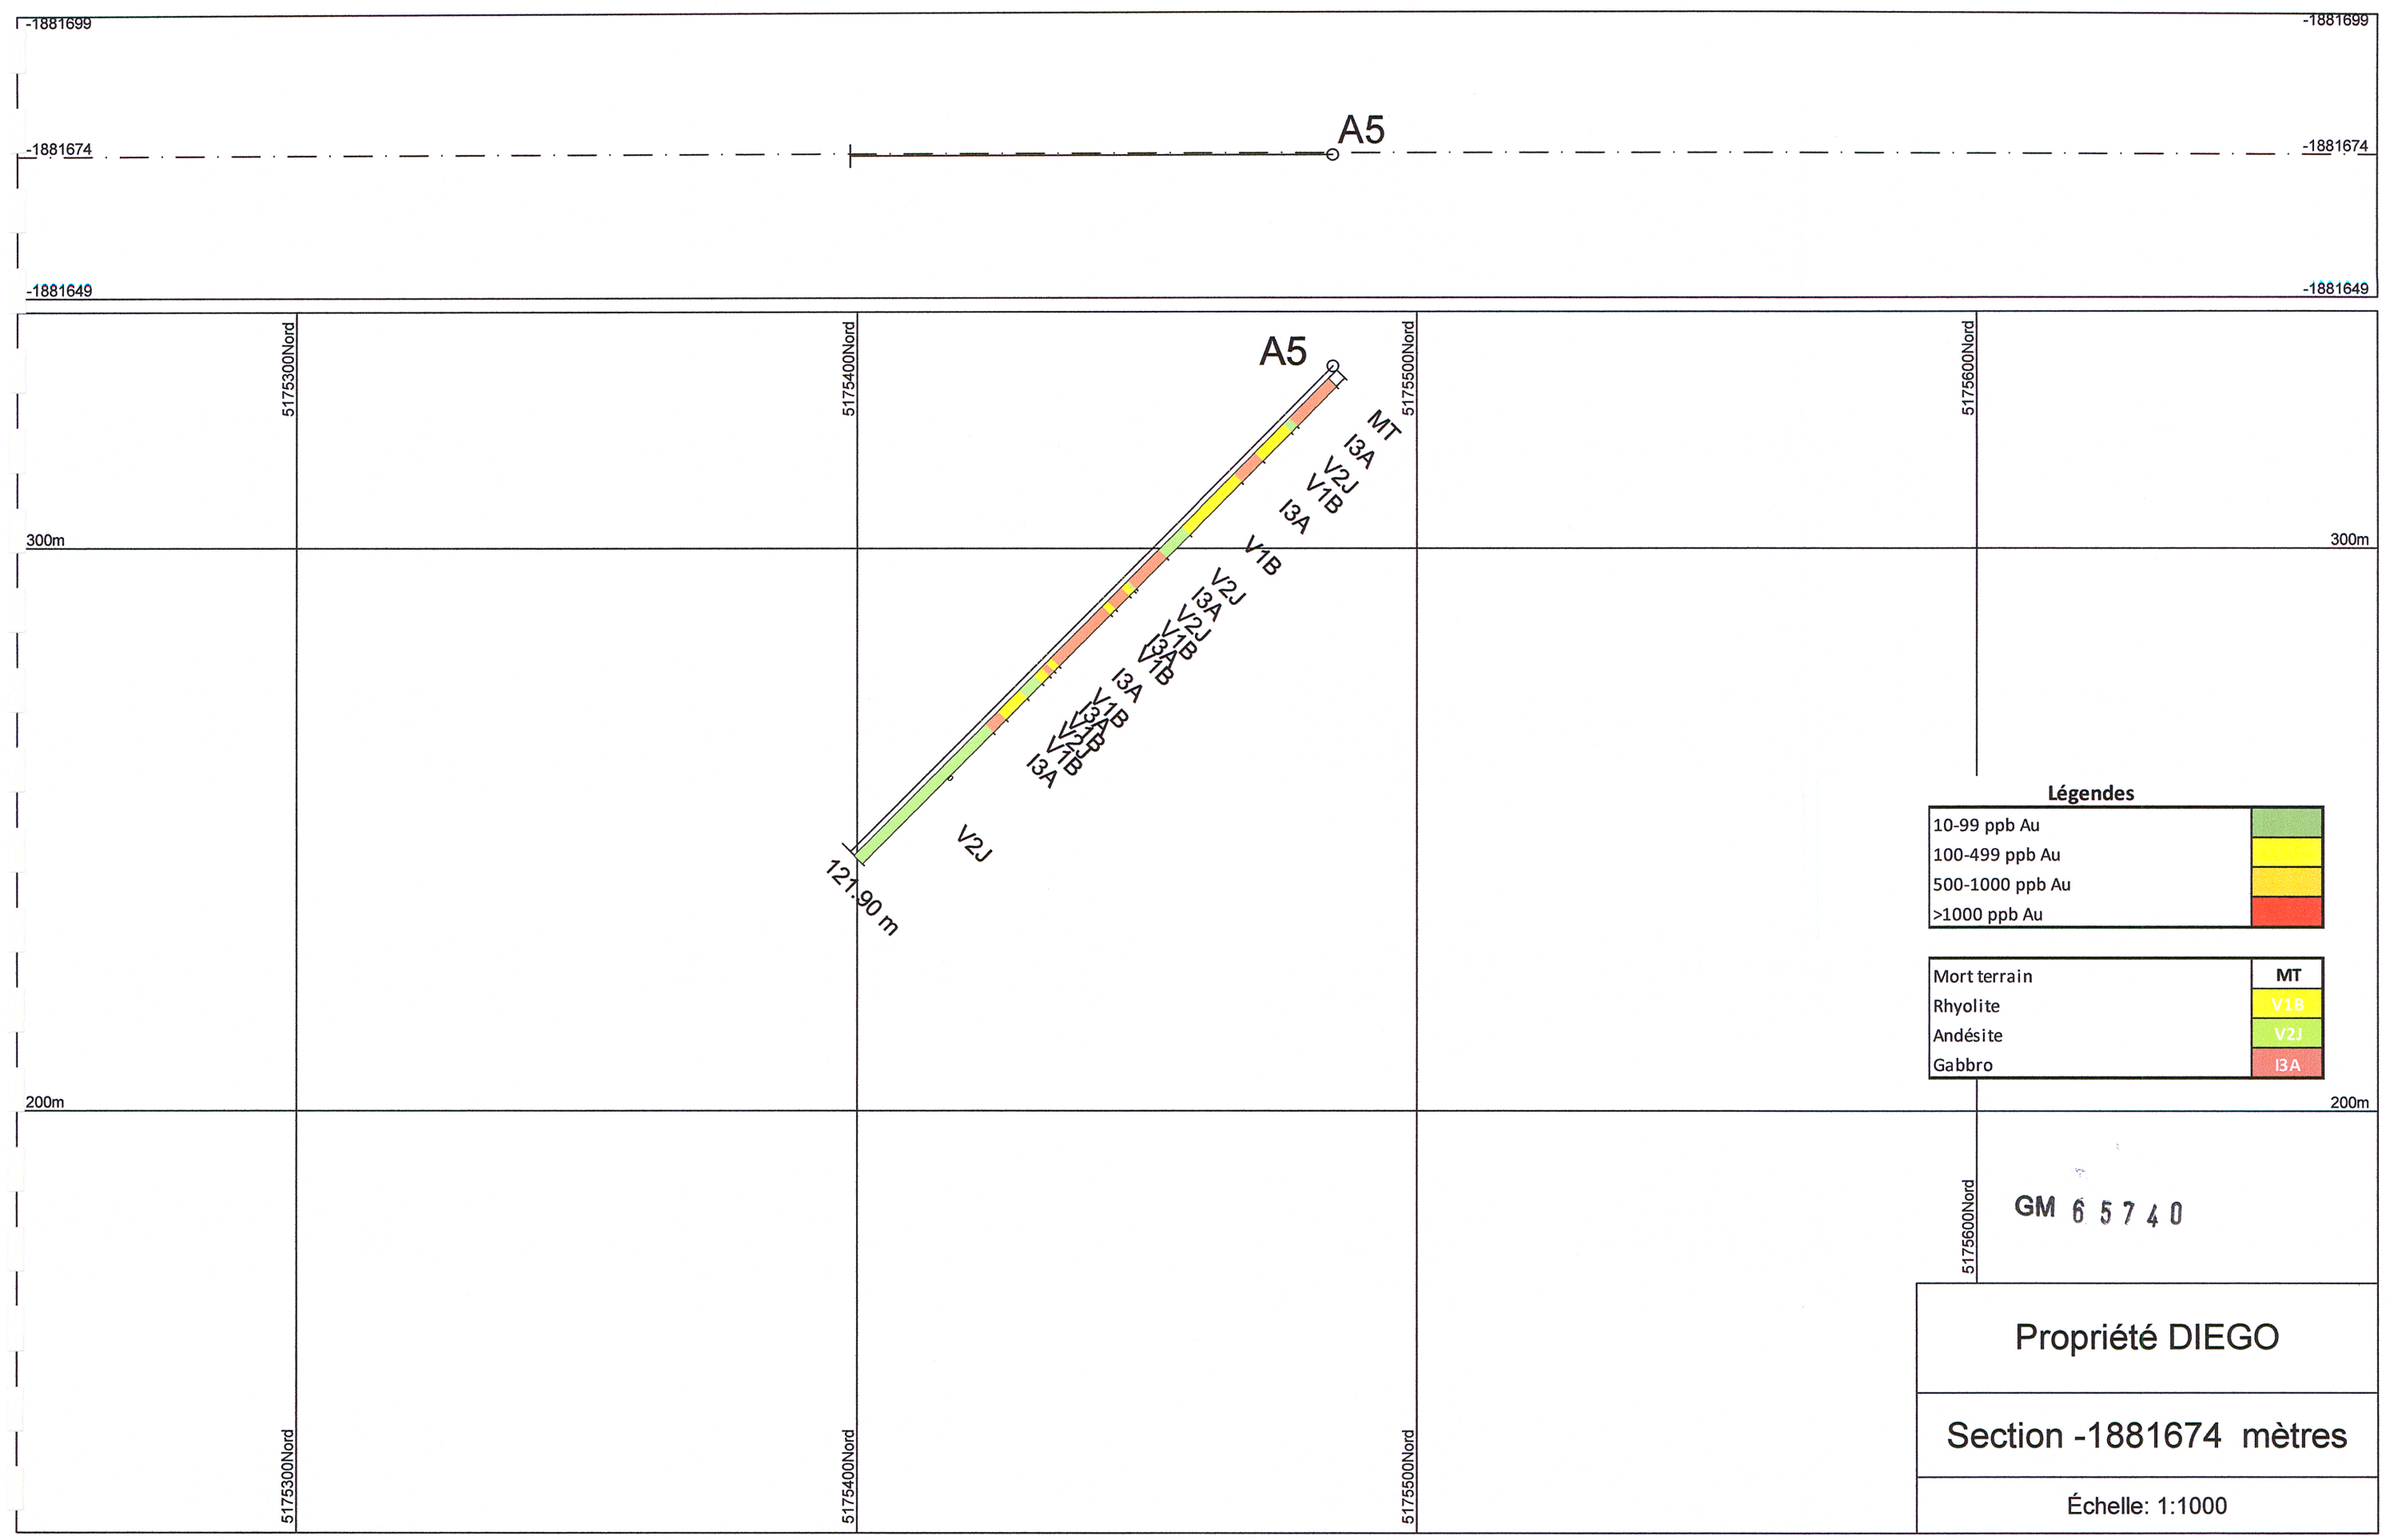 -1881699
-1881699
A5
-1881674
-1881674
-1881649
-1881649
5175300Nord
5175400Nord
5175500Nord
5175600Nord
A5
MT
I3A
V2J
V1B
I3A
300m
300m
V1B
V2J
I3A
V2J
V1B
I3A
V1B
I3A
V1B
I3A
V1B
V2J
V1B
I3A
V2J
121.90 m
Légendes
10-99 ppb Au
100-499 ppb Au
500-1000 ppb Au
>1000 ppb Au
Mort terrain MT
Rhyolite V1B
Andésite V2J
Gabbro I3A
200m
200m
GM 65740
5175600Nord
Propriété DIEGO
Section -1881674 mètres
5175300Nord
5175400Nord
5175500Nord
Échelle: 1:1000